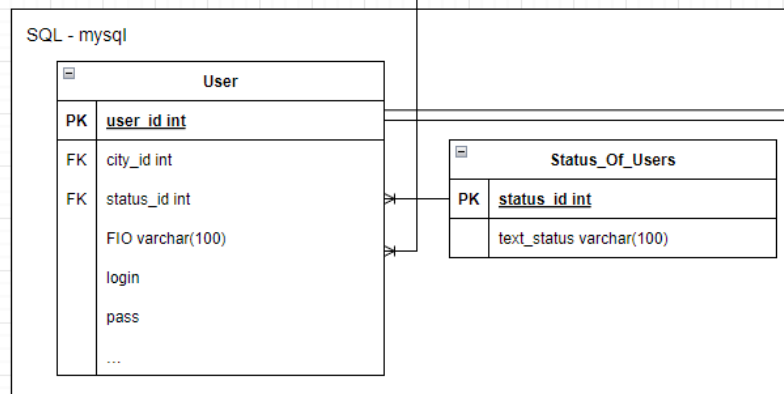 SQL - mysql
User
PK user_id int
FK city_id int
FK status_id int
FIO varchar(100)
login
pass
...
Status_Of_Users
PK status_id int
text_status varchar(100)